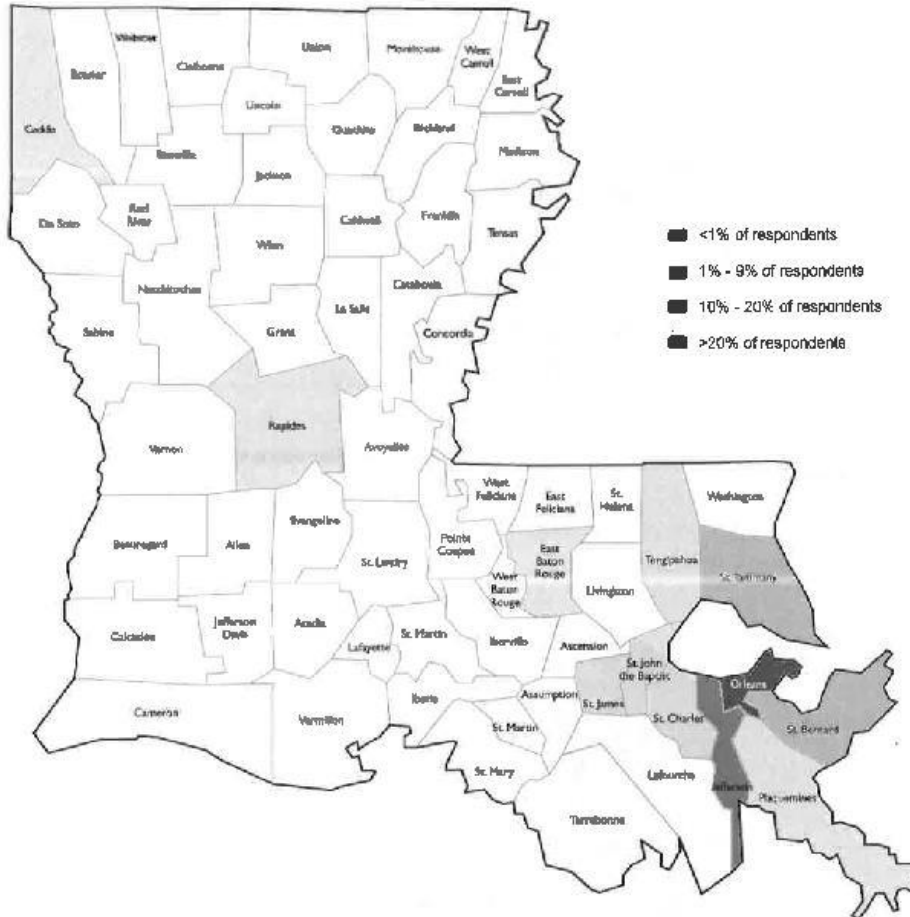 Webster
Union
Morehouse
West
Carroll
Claiborne
Bossier
East
Carroll
Lincoln
Caddo
Ouachita
Richland
Madison
Bienville
Jackson
De Soto
Red
River
Caldwell
Franklin
Tensas
Winn
<1% of respondents
Natchitoches
Catahoula
1% - 9% of respondents
La Salle
Sabine
Grant
Concordia
10% - 20% of respondents
>20% of respondents
Rapides
Vernon
Avoyelles
West
Feliciana
East
Feliciana
St.
Helena
Washington
Evangeline
Beauregard
Allen
Pointe
Coupee
East
Baton
Rouge
Tangipahoa
St. Tammany
St. Landry
West
Baton
Rouge
Livingston
Calcasieu
Jefferson
Davis
Acadia
Lafayette
St. Martin
Iberville
Ascension
St. John
the Baptist
Orleans
Cameron
Vermilion
Iberia
Assumption
St. James
St. Charles
St. Bernard
St. Martin
St. Mary
Lafourche
Jefferson
Plaquemines
Terrebonne